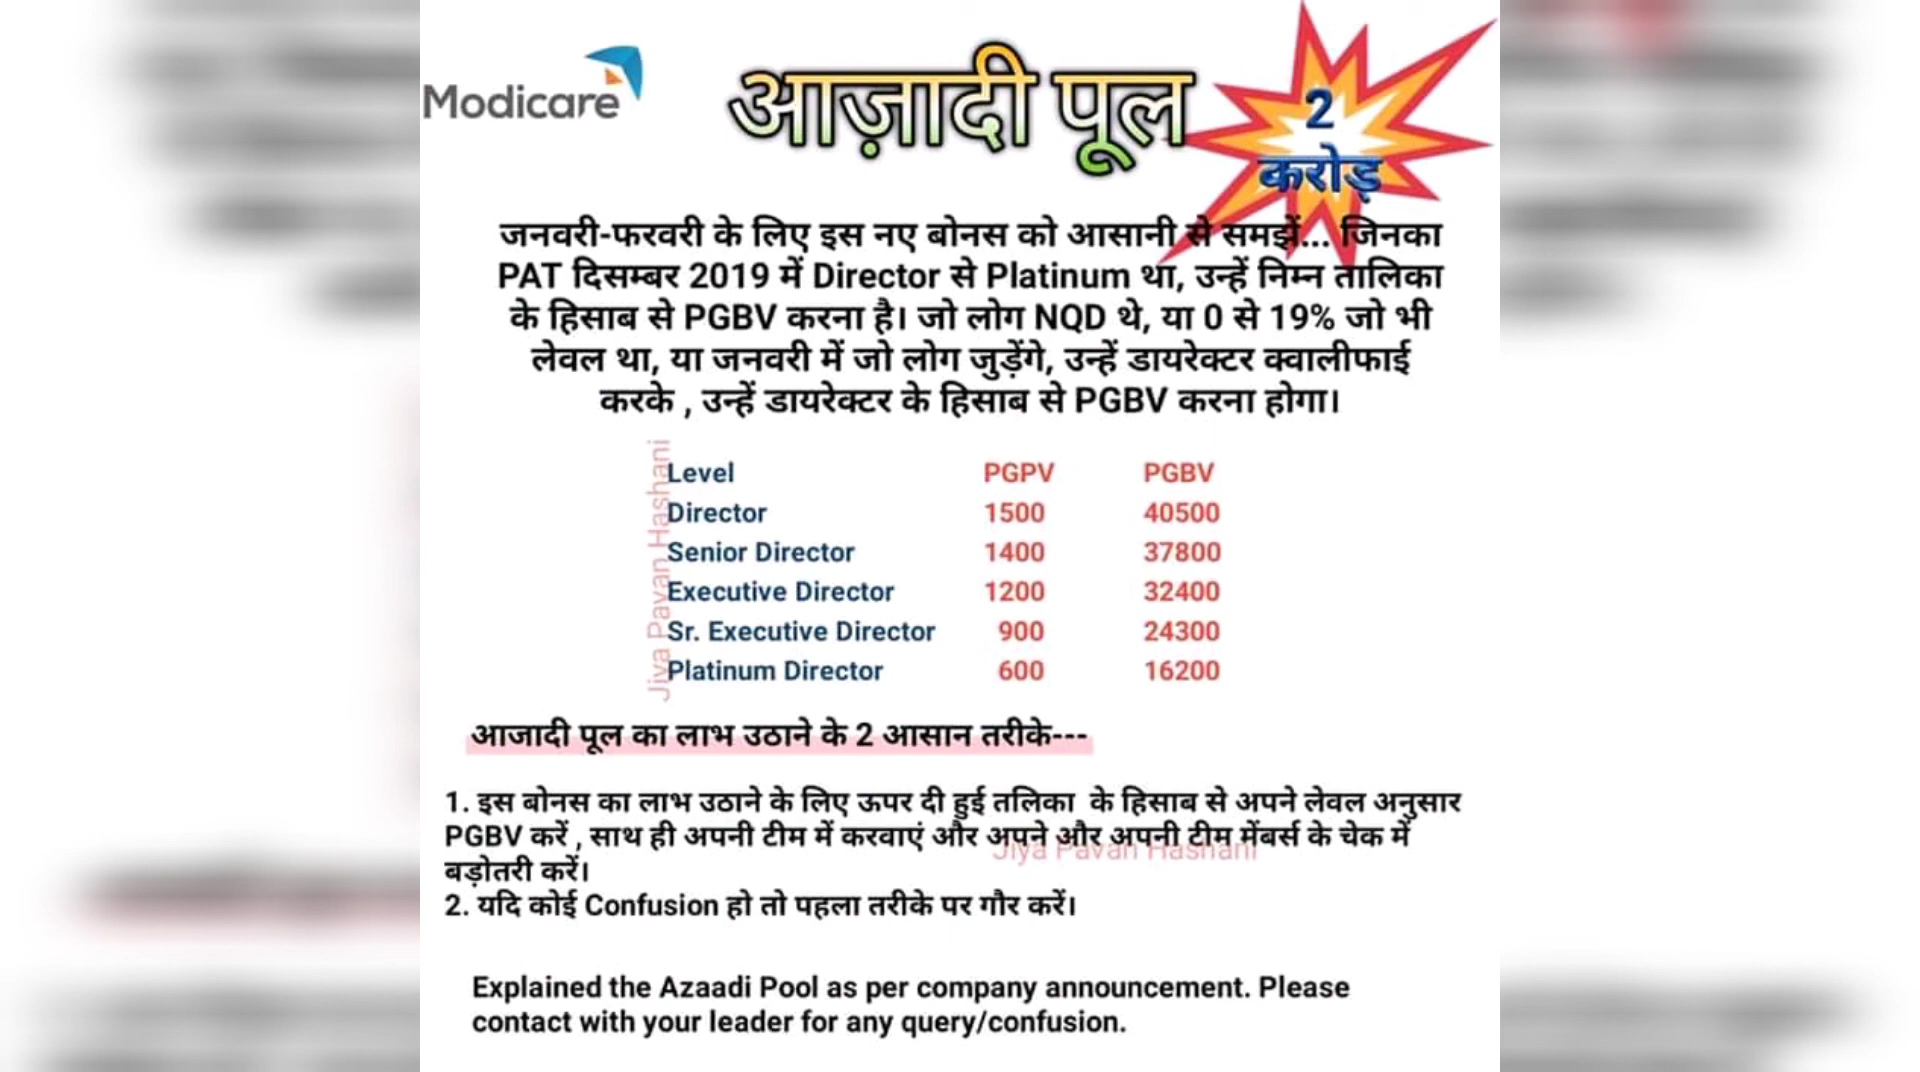 Modicare
आज़ादी पूल
2
करोड़
जनवरी-फरवरी के लिए इस नए बोनस को आसानी से समझें... जिनका
PAT दिसम्बर 2019 में Director से Platinum था, उन्हें निम्न तालिका
के हिसाब से PGBV करना है। जो लोग NQD थे, या 0 से 19% जो भी
लेवल था, या जनवरी में जो लोग जुड़ेंगे, उन्हें डायरेक्टर क्वालीफाई
करके , उन्हें डायरेक्टर के हिसाब से PGBV करना होगा।
Jiya Pavan Hashani
Level PGPV PGBV
Director 1500 40500
Senior Director 1400 37800
Executive Director 1200 32400
Sr. Executive Director 900 24300
Platinum Director 600 16200
आजादी पूल का लाभ उठाने के 2 आसान तरीके---
1. इस बोनस का लाभ उठाने के लिए ऊपर दी हुई तलिका के हिसाब से अपने लेवल अनुसार
PGBV करें , साथ ही अपनी टीम में करवाएं और अपने और अपनी टीम मेंबर्स के चेक में
Jiya Pavan Hashani
बड़ोतरी करें।
2. यदि कोई Confusion हो तो पहला तरीके पर गौर करें।
Explained the Azaadi Pool as per company announcement. Please
contact with your leader for any query/confusion.